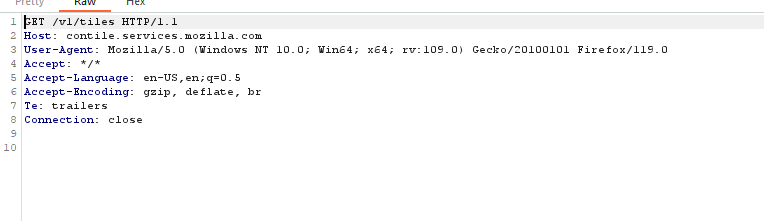 Pretty Raw Hex
1 GET /v1/tiles HTTP/1.1
2 Host: contile.services.mozilla.com
3 User-Agent: Mozilla/5.0 (Windows NT 10.0; Win64; x64; rv:109.0) Gecko/20100101 Firefox/119.0
4 Accept: */*
5 Accept-Language: en-US,en;q=0.5
6 Accept-Encoding: gzip, deflate, br
7 Te: trailers
8 Connection: close
9
10